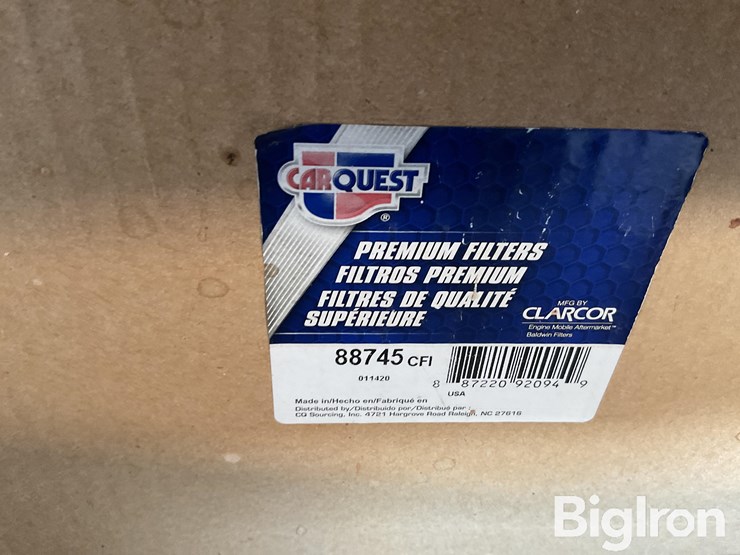 CARQUEST
®
PREMIUM FILTERS
FILTROS PREMIUM
FILTRES DE QUALITÉ
SUPÉRIEURE
MFG BY
CLARCOR
Engine Mobile Aftermarket™
Baldwin Filters
88745 CFI
011420
8 87220 92094 9
Made in/Hecho en/Fabriqué en USA
Distributed by/Distribuido por/Distribué par :
CQ Sourcing, Inc. 4721 Hargrove Road Raleigh, NC 27616
BigIron